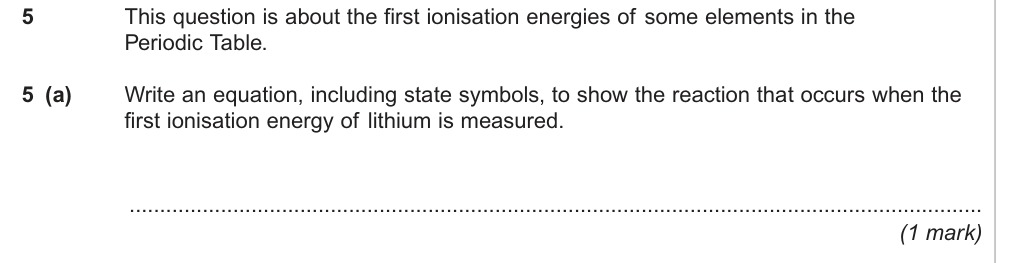 5 This question is about the first ionisation energies of some elements in the
Periodic Table.
5 (a) Write an equation, including state symbols, to show the reaction that occurs when the
first ionisation energy of lithium is measured.
(1 mark)